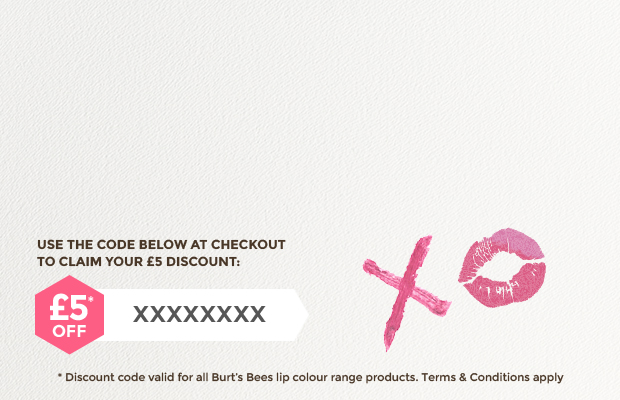 USE THE CODE BELOW AT CHECKOUT
TO CLAIM YOUR £5 DISCOUNT:
£5*
OFF
XXXXXXXX
XO
* Discount code valid for all Burt's Bees lip colour range products. Terms & Conditions apply